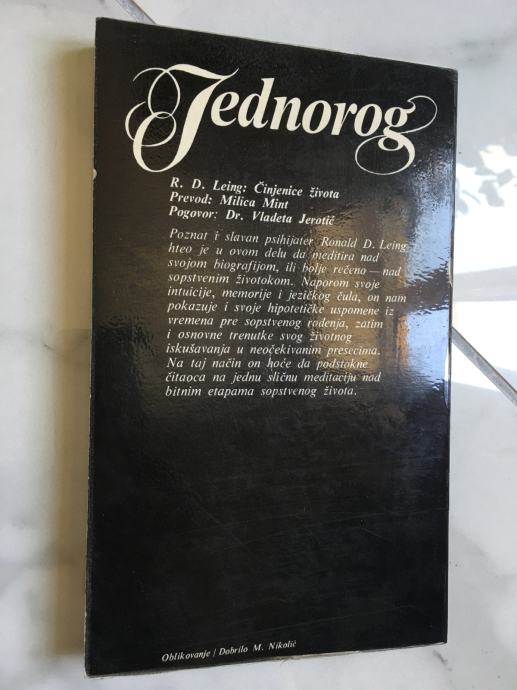 Jednorog
R. D. Leing: Činjenice života
Prevod: Milica Mint
Pogovor: Dr. Vladeta Jerotić
Poznat i slavan psihijater Ronald D. Leing
hteo je u ovom delu da meditira nad
svojom biografijom, ili bolje rečeno — nad
sopstvenim životokom. Naporom svoje
intuicije, memorije i jezičkog čula, on nam
pokazuje i svoje hipotetičke uspomene iz
vremena pre sopstvenog rođenja, zatim
i osnovne trenutke svog životnog
iskušavanja u neočekivanim presecima.
Na taj način on hoće da podstakne
čitaoca na jednu sličnu meditaciju nad
bitnim etapama sopstvenog života.
Oblikovanje / Dobrilo M. Nikolić